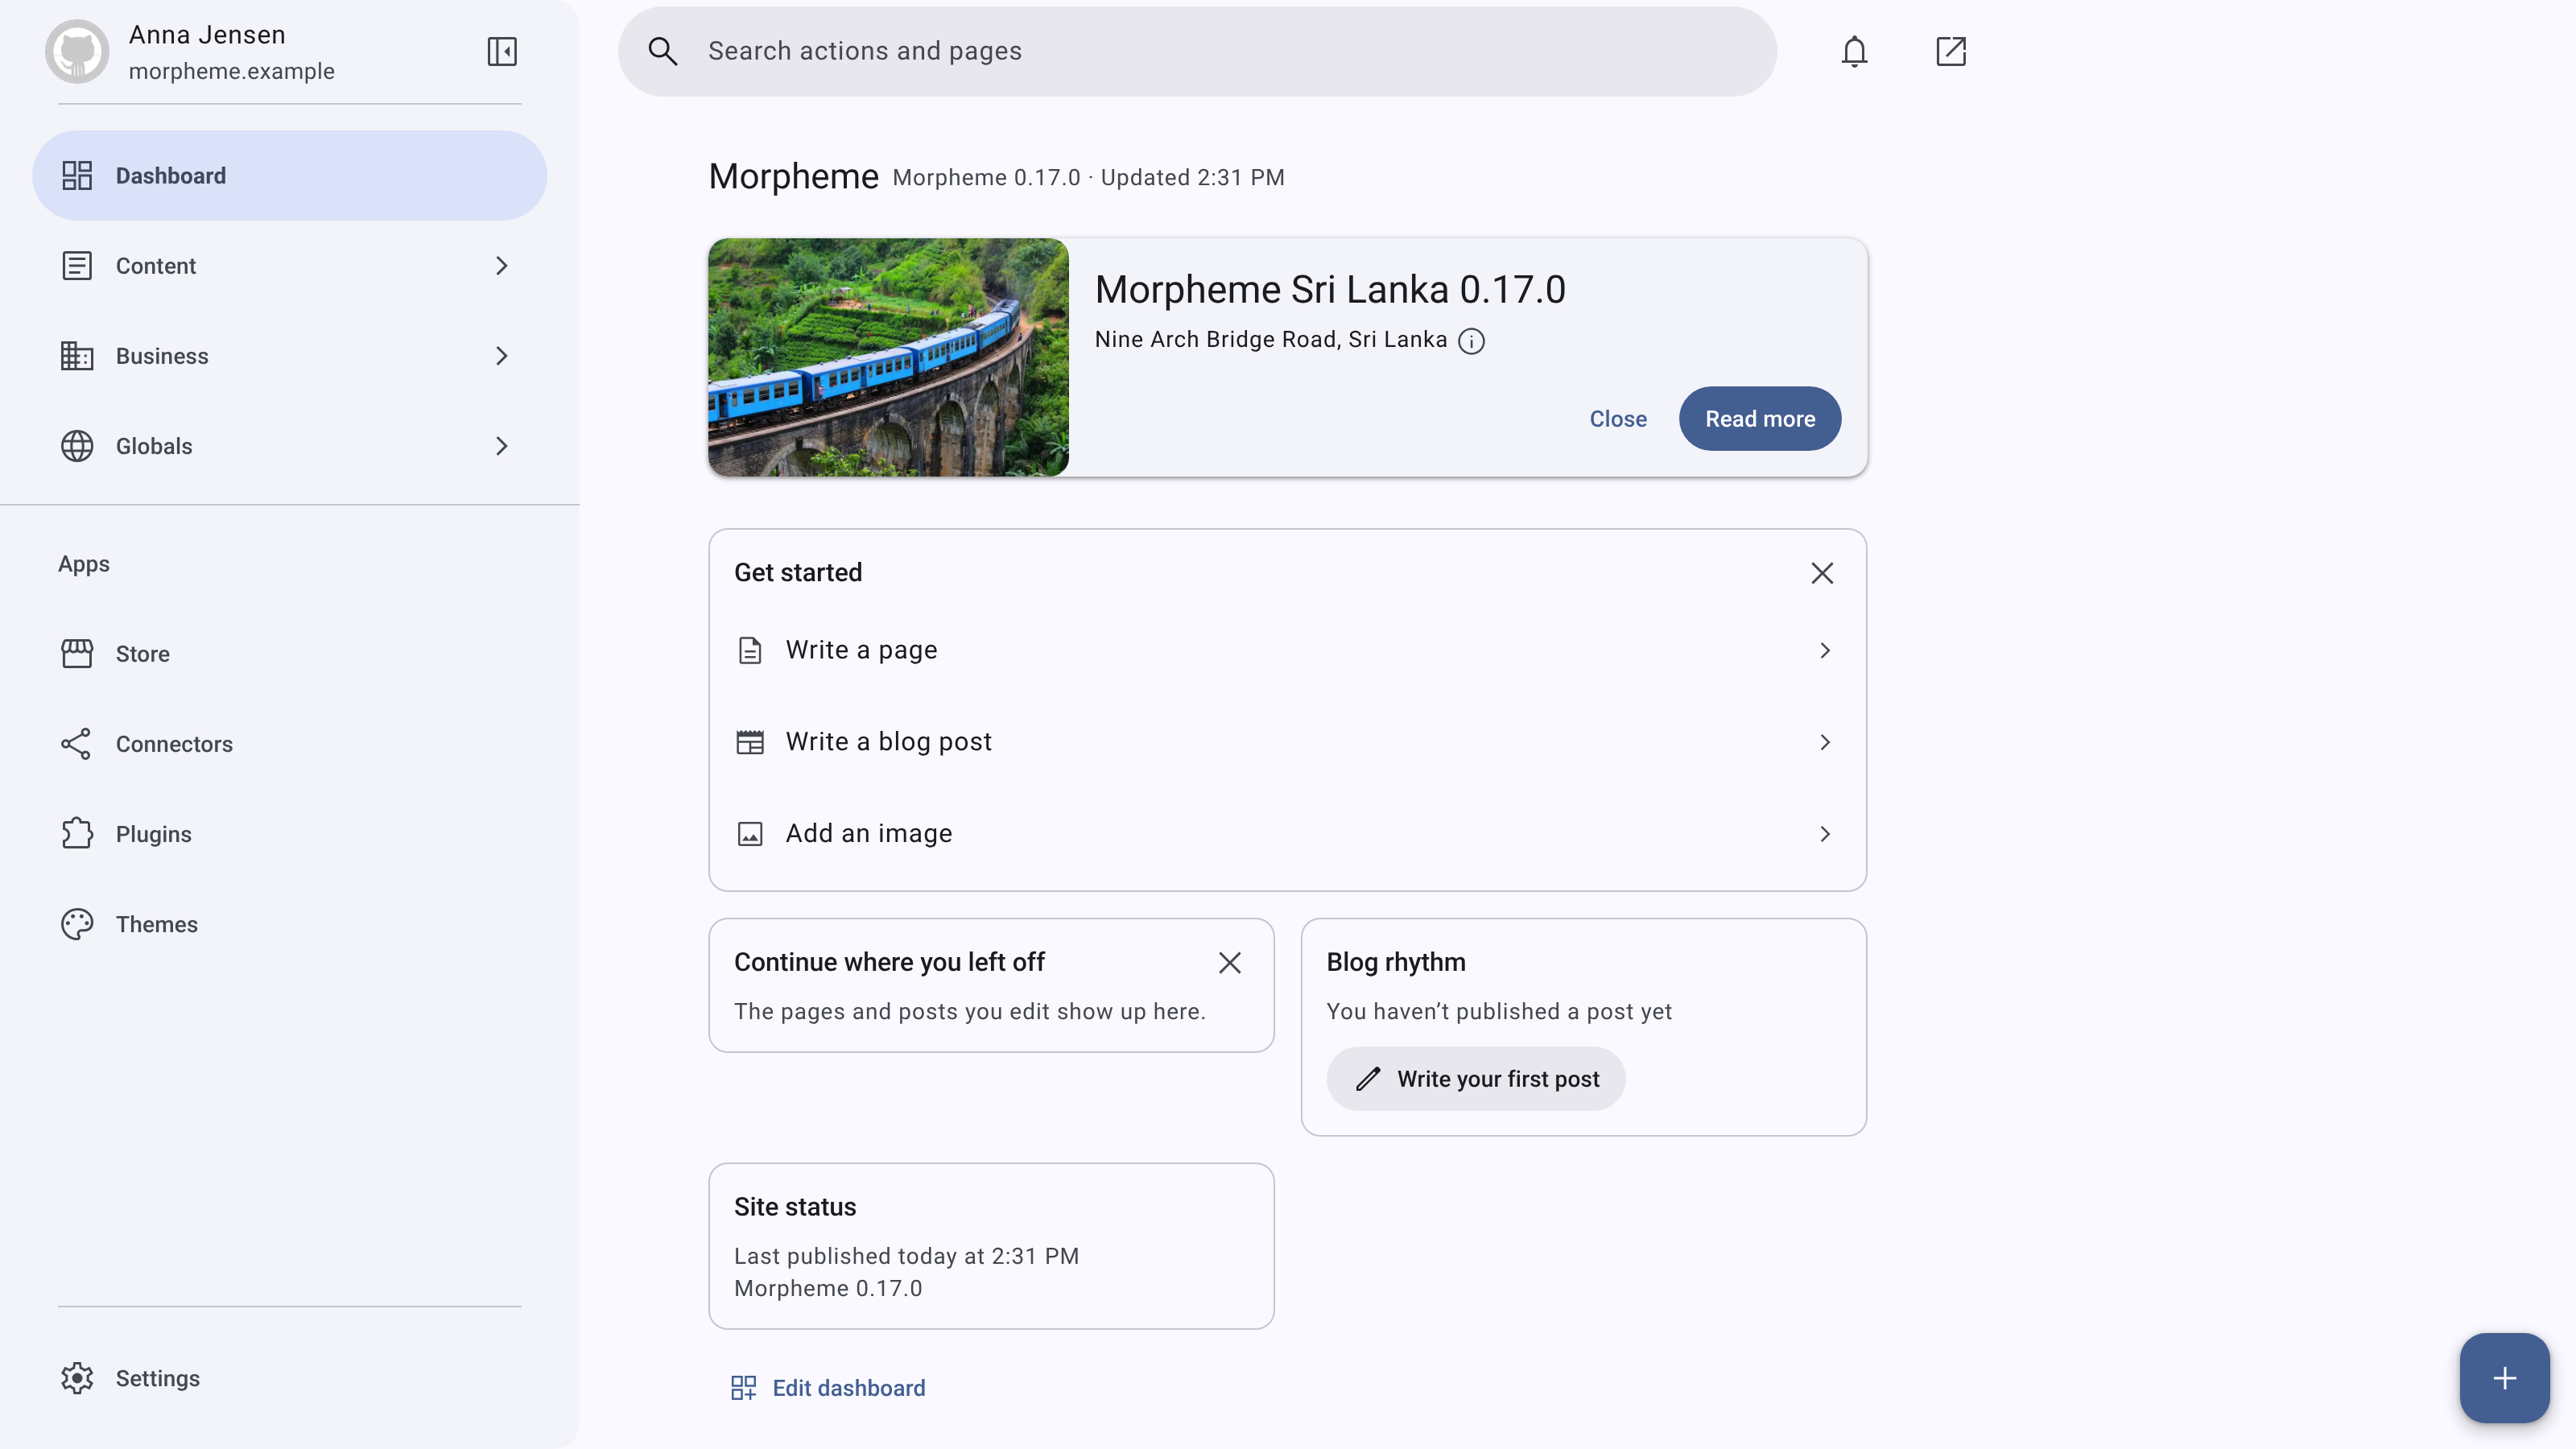 Anna Jensen
morpheme.example
Dashboard
Content
Business
Globals
Apps
Store
Connectors
Plugins
Themes
Settings
Search actions and pages
Morpheme Morpheme 0.17.0 · Updated 2:31 PM
Morpheme Sri Lanka 0.17.0
Nine Arch Bridge Road, Sri Lanka
Close Read more
Get started
Write a page
Write a blog post
Add an image
Continue where you left off
The pages and posts you edit show up here.
Blog rhythm
You haven’t published a post yet
Write your first post
Site status
Last published today at 2:31 PM
Morpheme 0.17.0
Edit dashboard